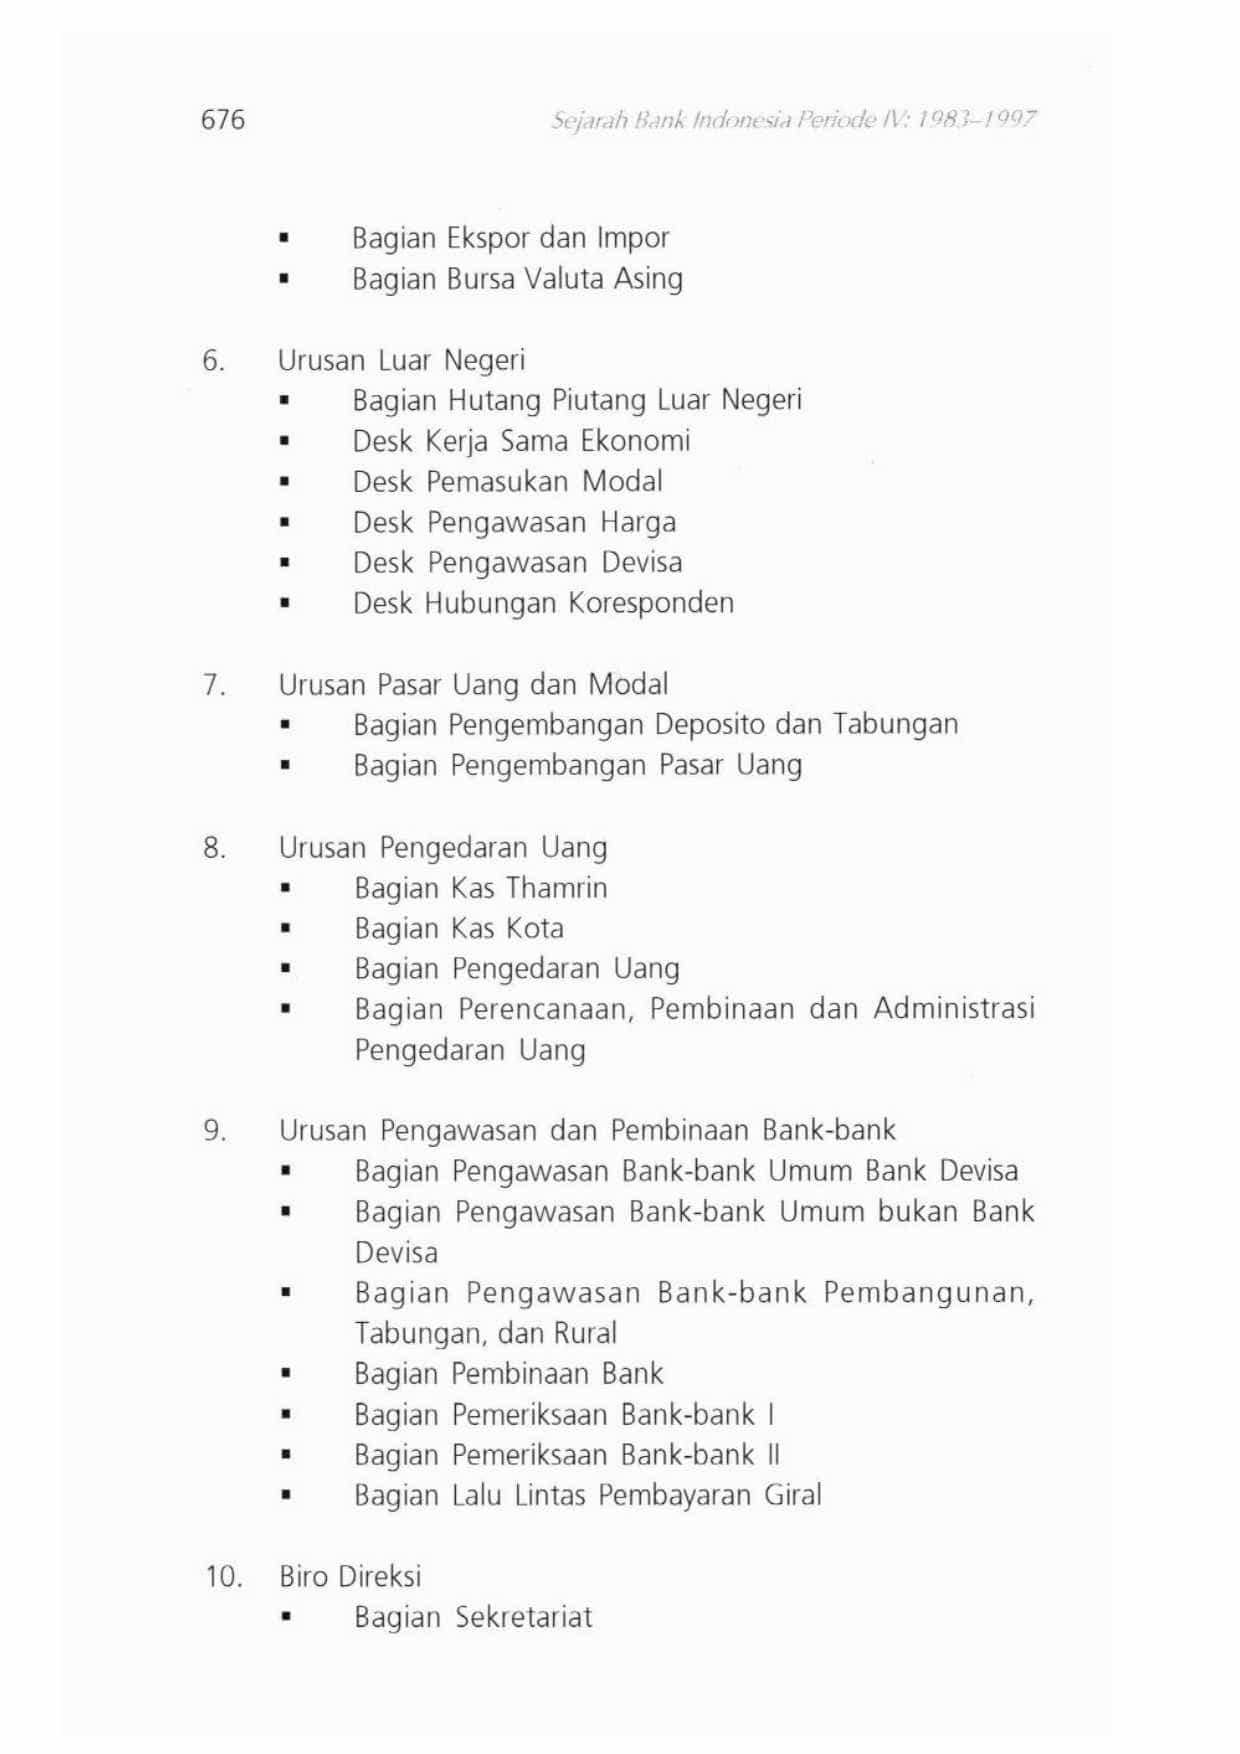 676
Sejarah Bank Indonesia Periode IV: 1983–1997
▪ Bagian Ekspor dan Impor
▪ Bagian Bursa Valuta Asing
6. Urusan Luar Negeri
▪ Bagian Hutang Piutang Luar Negeri
▪ Desk Kerja Sama Ekonomi
▪ Desk Pemasukan Modal
▪ Desk Pengawasan Harga
▪ Desk Pengawasan Devisa
▪ Desk Hubungan Koresponden
7. Urusan Pasar Uang dan Modal
▪ Bagian Pengembangan Deposito dan Tabungan
▪ Bagian Pengembangan Pasar Uang
8. Urusan Pengedaran Uang
▪ Bagian Kas Thamrin
▪ Bagian Kas Kota
▪ Bagian Pengedaran Uang
▪ Bagian Perencanaan, Pembinaan dan Administrasi
Pengedaran Uang
9. Urusan Pengawasan dan Pembinaan Bank-bank
▪ Bagian Pengawasan Bank-bank Umum Bank Devisa
▪ Bagian Pengawasan Bank-bank Umum bukan Bank
Devisa
▪ Bagian Pengawasan Bank-bank Pembangunan,
Tabungan, dan Rural
▪ Bagian Pembinaan Bank
▪ Bagian Pemeriksaan Bank-bank I
▪ Bagian Pemeriksaan Bank-bank II
▪ Bagian Lalu Lintas Pembayaran Giral
10. Biro Direksi
▪ Bagian Sekretariat